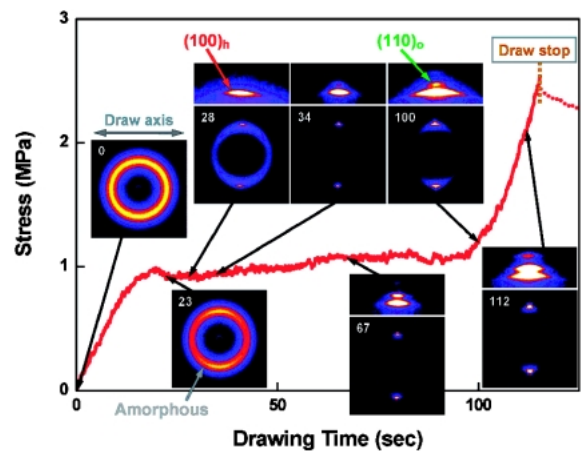 3
2
1
0
Stress (MPa)
0
50
100
Drawing Time (sec)
(100)h
(110)o
Draw stop
Draw axis
0
28
34
100
23
Amorphous
67
112